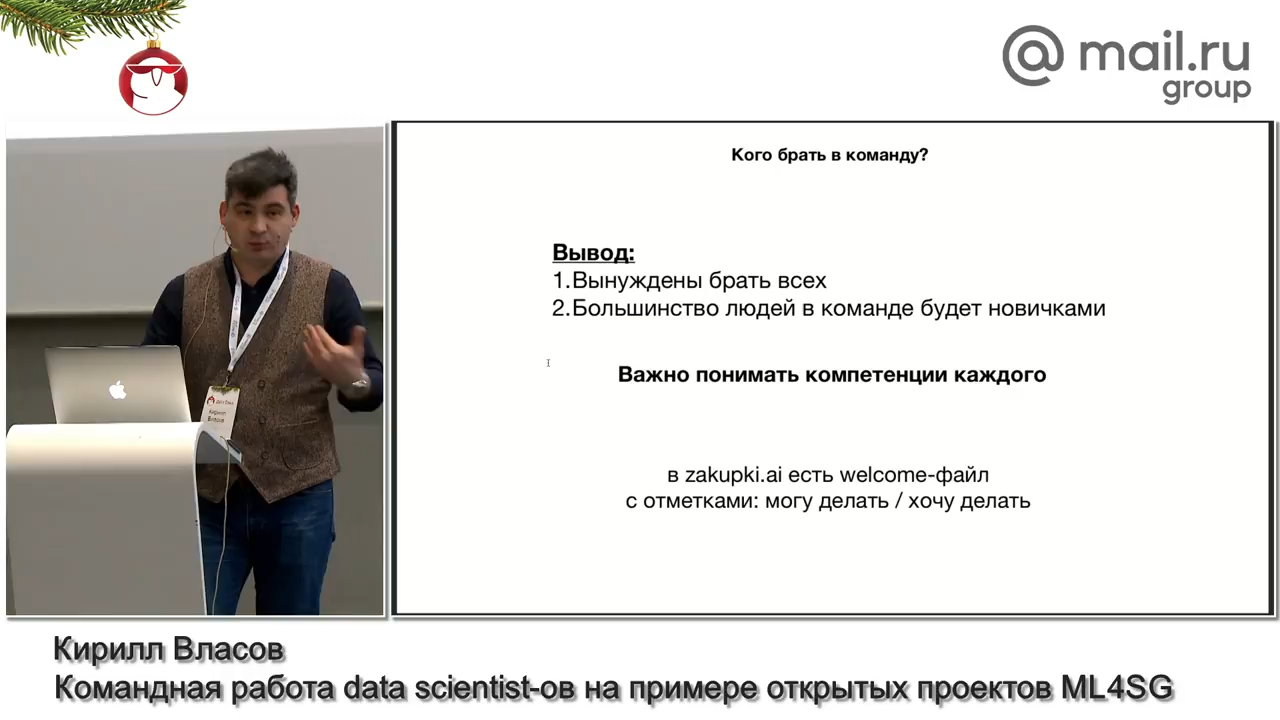 @ mail.ru
group
Кого брать в команду?
Вывод:
1.Вынуждены брать всех
2.Большинство людей в команде будет новичками
Важно понимать компетенции каждого
в zakupki.ai есть welcome-файл
с отметками: могу делать / хочу делать
Кирилл
Власов
Кирилл Власов
Командная работа data scientist-ов на примере открытых проектов ML4SG